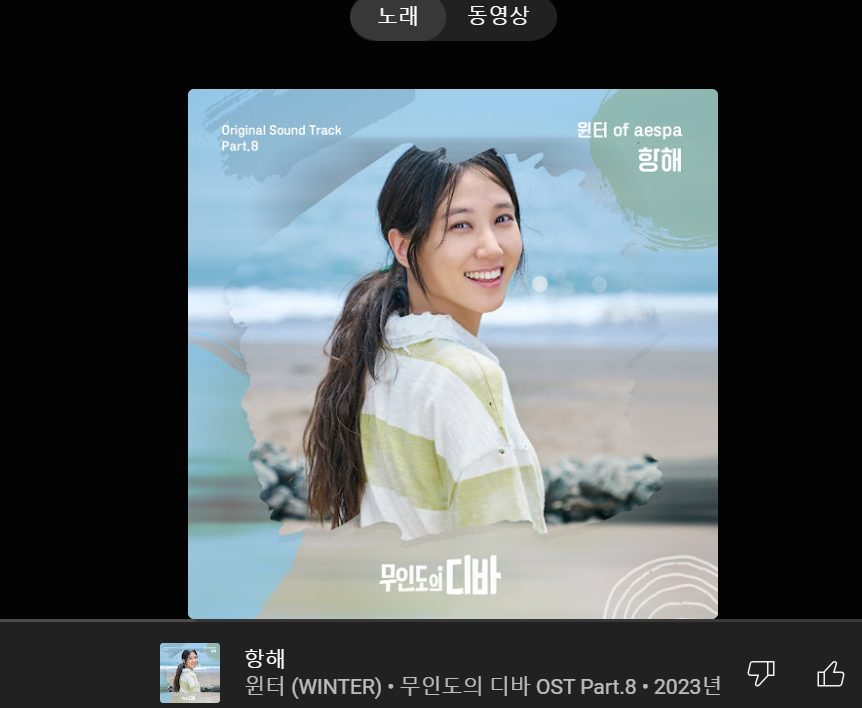 노래
동영상
Original Sound Track
Part.8
윈터 of aespa
항해
무인도의 디바
항해
윈터 (WINTER) • 무인도의 디바 OST Part.8 • 2023년